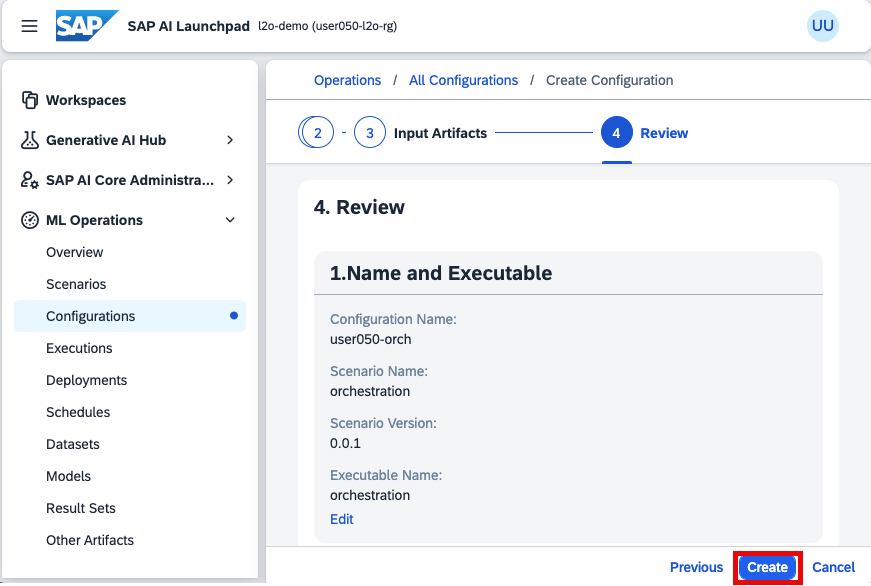 SAP SAP AI Launchpad l2o-demo (user050-l2o-rg) UU
Workspaces
Generative AI Hub
SAP AI Core Administra...
ML Operations
Overview
Scenarios
Configurations
Executions
Deployments
Schedules
Datasets
Models
Result Sets
Other Artifacts
Operations / All Configurations / Create Configuration
2 - 3 Input Artifacts 4 Review
4. Review
1.Name and Executable
Configuration Name:
user050-orch
Scenario Name:
orchestration
Scenario Version:
0.0.1
Executable Name:
orchestration
Edit
Previous Create Cancel